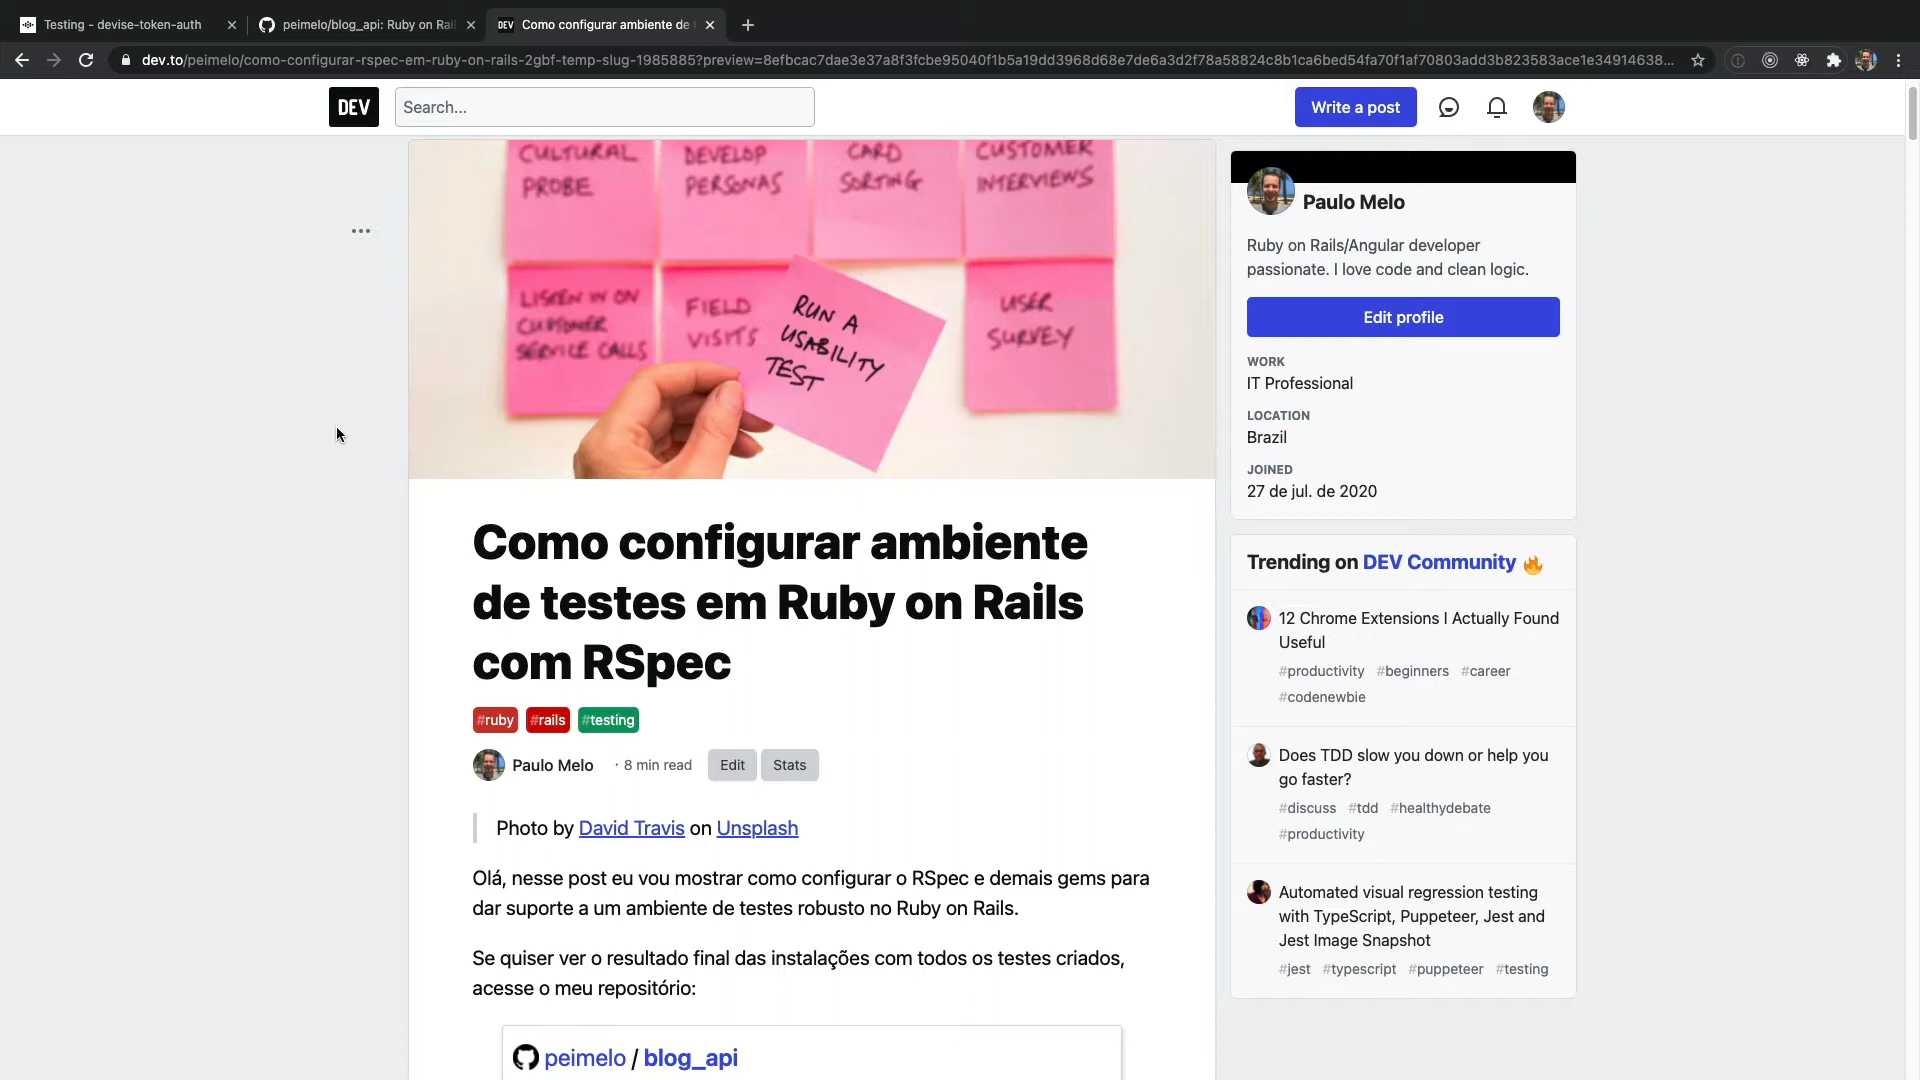 Testing - devise-token-auth
peimelo/blog_api: Ruby on Rai
Como configurar ambiente de
dev.to/peimelo/como-configurar-rspec-em-ruby-on-rails-2gbf-temp-slug-1985885?preview=8efbcac7dae3e37a8f3fcbe95040f1b5a19dd3968d68e7de6a3d2f78a58824c8b1ca6bed54fa70f1af70803add3b823583ace1e34914638...
DEV
Search...
Write a post
CULTURAL PROBE
DEVELOP PERSONAS
CARD SORTING
CUSTOMER INTERVIEWS
LISTEN IN ON CUSTOMER SERVICE CALLS
FIELD VISITS
RUN A USABILITY TEST
USER SURVEY
Como configurar ambiente
de testes em Ruby on Rails
com RSpec
#ruby #rails #testing
Paulo Melo · 8 min read Edit Stats
Photo by David Travis on Unsplash
Olá, nesse post eu vou mostrar como configurar o RSpec e demais gems para
dar suporte a um ambiente de testes robusto no Ruby on Rails.
Se quiser ver o resultado final das instalações com todos os testes criados,
acesse o meu repositório:
peimelo / blog_api
Paulo Melo
Ruby on Rails/Angular developer
passionate. I love code and clean logic.
Edit profile
WORK
IT Professional
LOCATION
Brazil
JOINED
27 de jul. de 2020
Trending on DEV Community 🔥
12 Chrome Extensions I Actually Found
Useful
#productivity #beginners #career
#codenewbie
Does TDD slow you down or help you
go faster?
#discuss #tdd #healthydebate
#productivity
Automated visual regression testing
with TypeScript, Puppeteer, Jest and
Jest Image Snapshot
#jest #typescript #puppeteer #testing